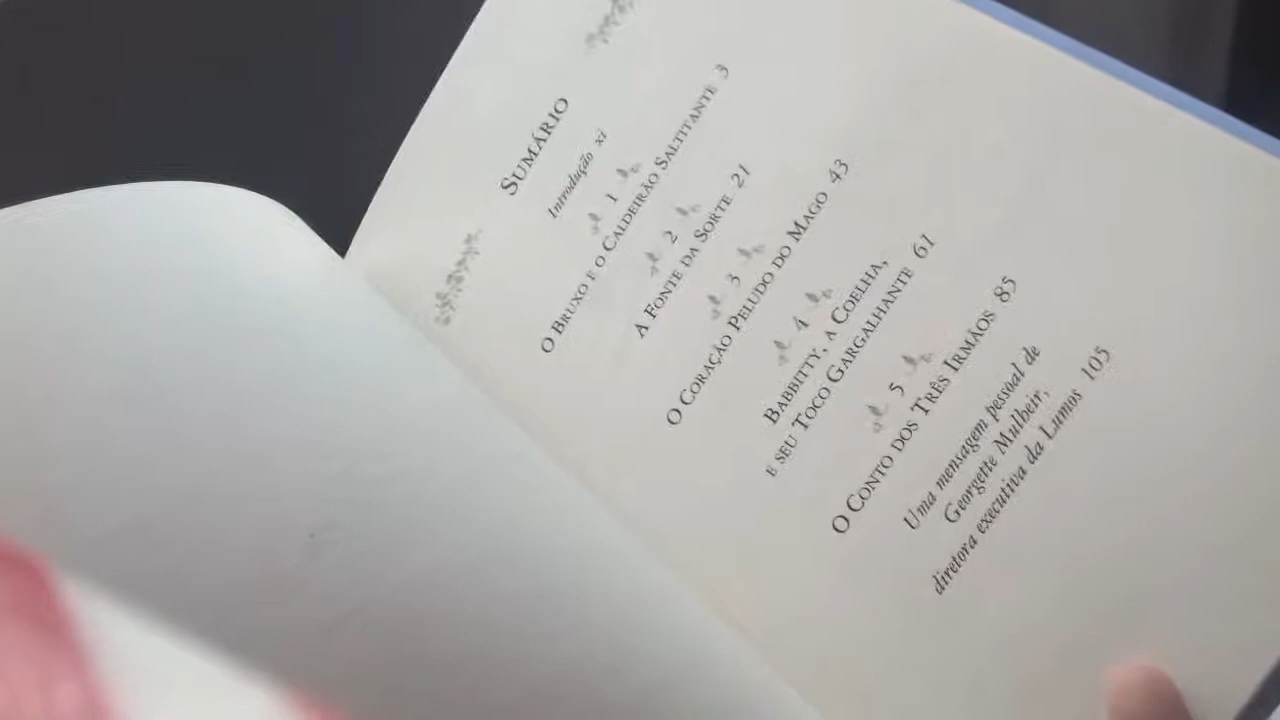 SUMÁRIO
Introdução xi
1
O BRUXO E O CALDEIRÃO SALTITANTE 3
2
A FONTE DA SORTE 21
3
O CORAÇÃO PELUDO DO MAGO 43
4
BABBITTY, A COELHA,
E SEU TOCO GARGALHANTE 61
5
O CONTO DOS TRÊS IRMÃOS 85
Uma mensagem pessoal de
Georgette Mulheir,
diretora executiva da Lumos 105